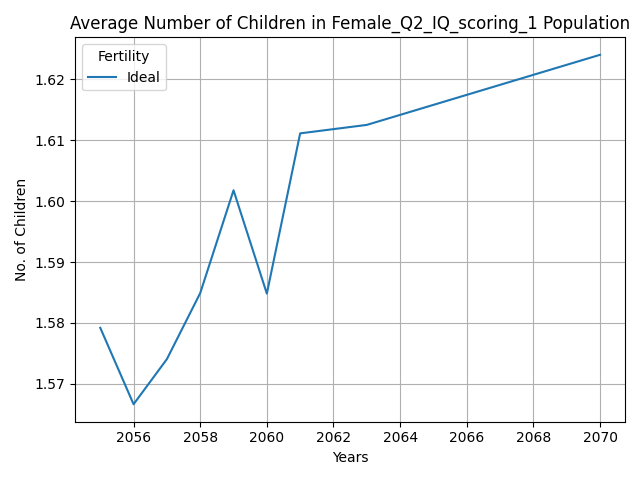 Average Number of Children in Female_Q2_IQ_scoring_1 Population
Fertility
Ideal
No. of Children
1.62
1.61
1.60
1.59
1.58
1.57
2056 2058 2060 2062 2064 2066 2068 2070
Years